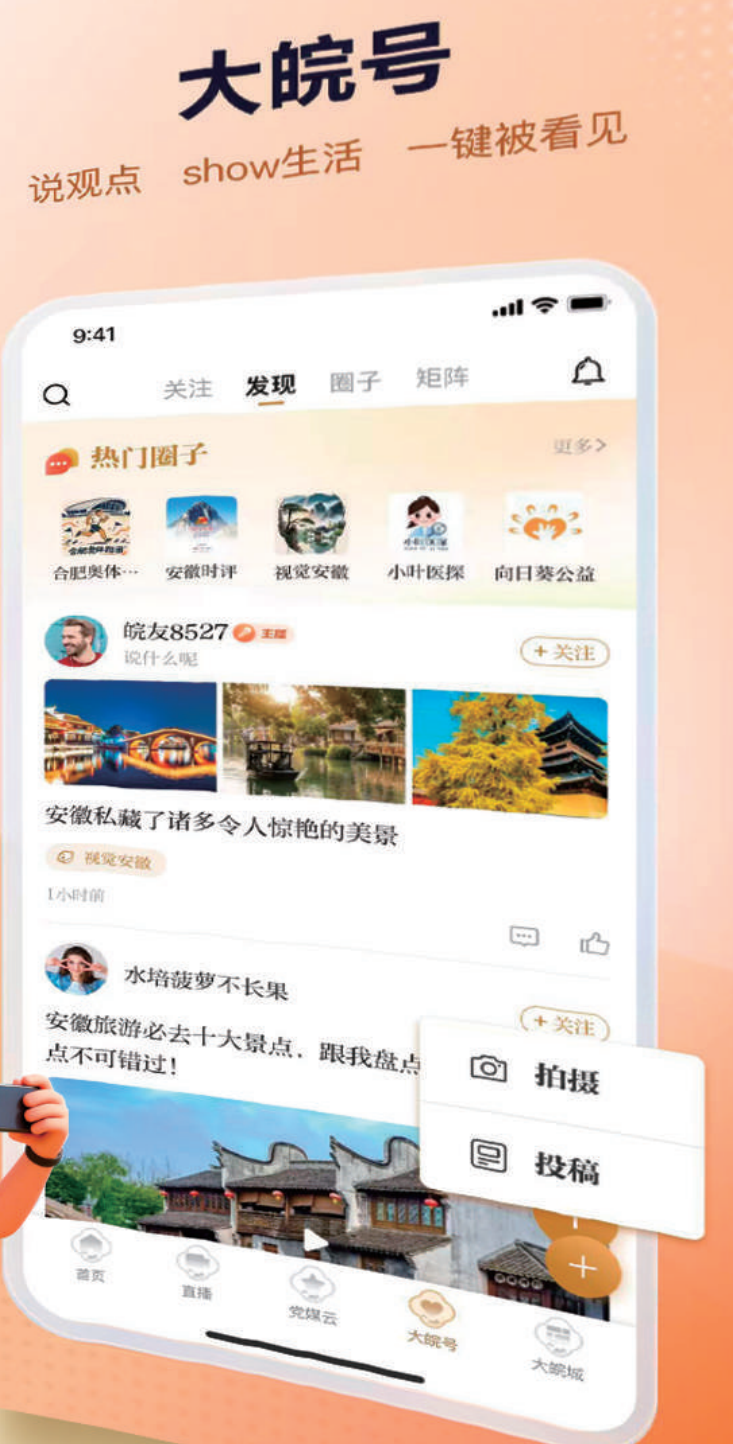 大皖号
说观点 show生活 一键被看见
9:41
关注 发现 圈子 矩阵
热门圈子 更多>
合肥奥体… 安徽时评 视觉安徽 小叶医探 向日葵公益
皖友8527 主播
说什么呢
+关注
安徽私藏了诸多令人惊艳的美景
视觉安徽
1小时前
水培菠萝不长果
+关注
安徽旅游必去十大景点,跟我盘点
点不可错过!
拍摄
投稿
首页 直播 党媒云 大皖号 大皖城